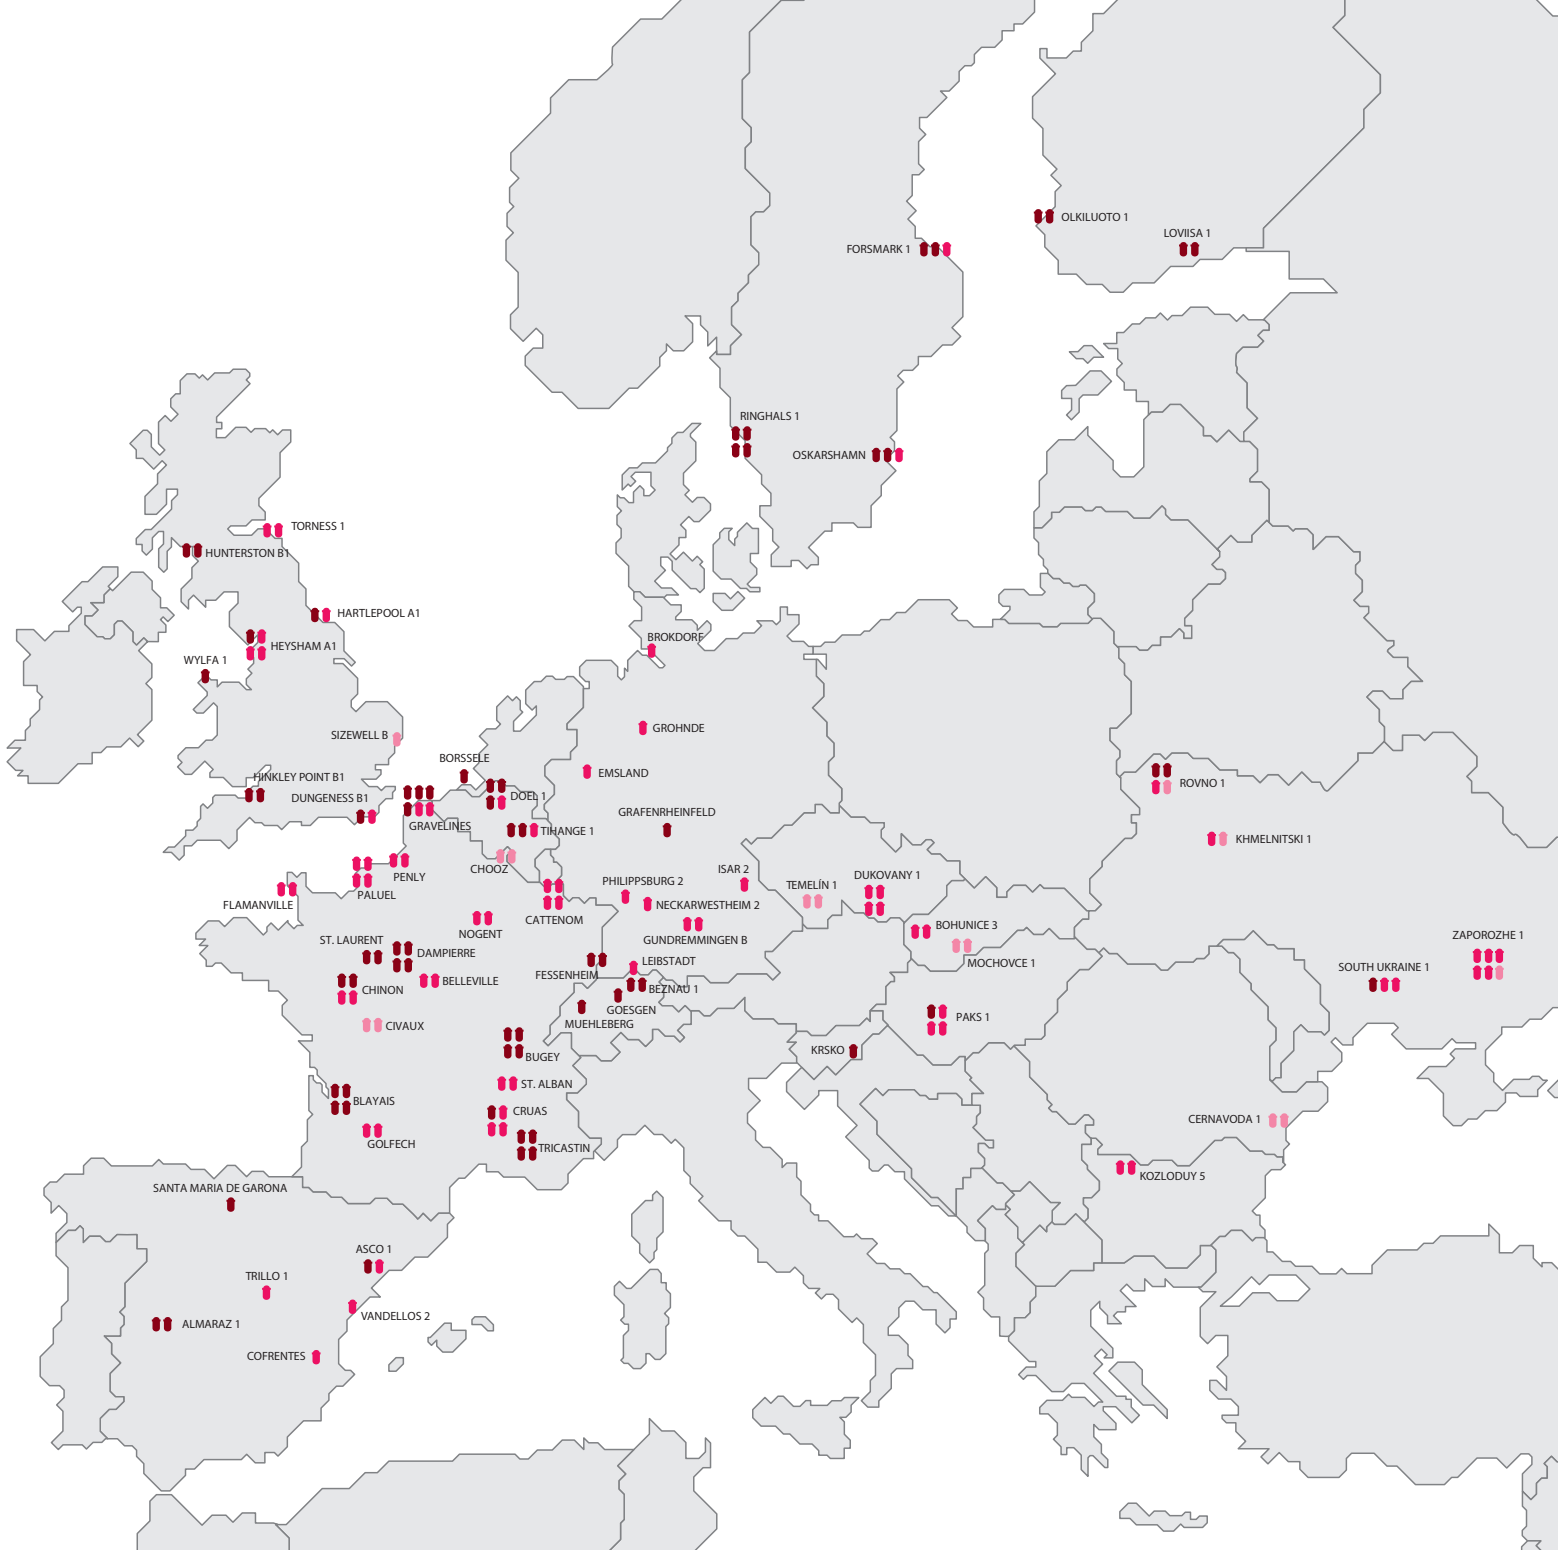 OLKILUOTO 1
LOVIISA 1
FORSMARK 1
RINGHALS 1
OSKARSHAMN
TORNESS 1
HUNTERSTON B1
HARTLEPOOL A1
BROKDORF
HEYSHAM A1
WYLFA 1
GROHNDE
SIZEWELL B
BORSSELE
EMSLAND
HINKLEY POINT B1
ROVNO 1
DOEL 1
DUNGENESS B1
GRAFENRHEINFELD
GRAVELINES
TIHANGE 1
KHMELNITSKI 1
CHOOZ
ISAR 2
PENLY
DUKOVANY 1
PHILIPPSBURG 2
TEMELÍN 1
PALUEL
FLAMANVILLE
NECKARWESTHEIM 2
CATTENOM
BOHUNICE 3
NOGENT
ZAPOROZHE 1
ST. LAURENT
GUNDREMMINGEN B
DAMPIERRE
LEIBSTADT
MOCHOVCE 1
SOUTH UKRAINE 1
FESSENHEIM
BELLEVILLE
BEZNAU 1
CHINON
GOESGEN
PAKS 1
MUEHLEBERG
CIVAUX
KRSKO
BUGEY
ST. ALBAN
BLAYAIS
CRUAS
CERNAVODA 1
GOLFECH
TRICASTIN
KOZLODUY 5
SANTA MARIA DE GARONA
ASCO 1
TRILLO 1
VANDELLOS 2
ALMARAZ 1
COFRENTES